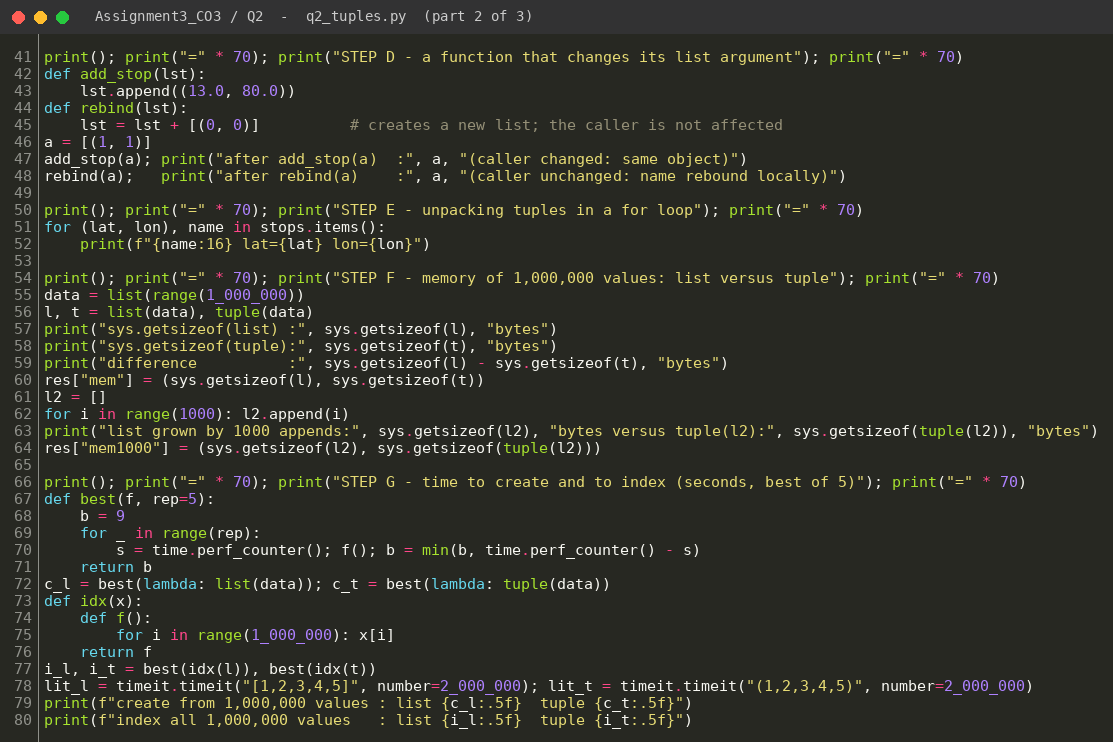 Assignment3_CO3 / Q2  -  q2_tuples.py  (part 2 of 3)
41 print(); print("=" * 70); print("STEP D - a function that changes its list argument"); print("=" * 70)
42 def add_stop(lst):
43     lst.append((13.0, 80.0))
44 def rebind(lst):
45     lst = lst + [(0, 0)]          # creates a new list; the caller is not affected
46 a = [(1, 1)]
47 add_stop(a); print("after add_stop(a)  :", a, "(caller changed: same object)")
48 rebind(a);   print("after rebind(a)    :", a, "(caller unchanged: name rebound locally)")
49
50 print(); print("=" * 70); print("STEP E - unpacking tuples in a for loop"); print("=" * 70)
51 for (lat, lon), name in stops.items():
52     print(f"{name:16} lat={lat} lon={lon}")
53
54 print(); print("=" * 70); print("STEP F - memory of 1,000,000 values: list versus tuple"); print("=" * 70)
55 data = list(range(1_000_000))
56 l, t = list(data), tuple(data)
57 print("sys.getsizeof(list) :", sys.getsizeof(l), "bytes")
58 print("sys.getsizeof(tuple):", sys.getsizeof(t), "bytes")
59 print("difference          :", sys.getsizeof(l) - sys.getsizeof(t), "bytes")
60 res["mem"] = (sys.getsizeof(l), sys.getsizeof(t))
61 l2 = []
62 for i in range(1000): l2.append(i)
63 print("list grown by 1000 appends:", sys.getsizeof(l2), "bytes versus tuple(l2):", sys.getsizeof(tuple(l2)), "bytes")
64 res["mem1000"] = (sys.getsizeof(l2), sys.getsizeof(tuple(l2)))
65
66 print(); print("=" * 70); print("STEP G - time to create and to index (seconds, best of 5)"); print("=" * 70)
67 def best(f, rep=5):
68     b = 9
69     for _ in range(rep):
70         s = time.perf_counter(); f(); b = min(b, time.perf_counter() - s)
71     return b
72 c_l = best(lambda: list(data)); c_t = best(lambda: tuple(data))
73 def idx(x):
74     def f():
75         for i in range(1_000_000): x[i]
76     return f
77 i_l, i_t = best(idx(l)), best(idx(t))
78 lit_l = timeit.timeit("[1,2,3,4,5]", number=2_000_000); lit_t = timeit.timeit("(1,2,3,4,5)", number=2_000_000)
79 print(f"create from 1,000,000 values : list {c_l:.5f}  tuple {c_t:.5f}")
80 print(f"index all 1,000,000 values   : list {i_l:.5f}  tuple {i_t:.5f}")